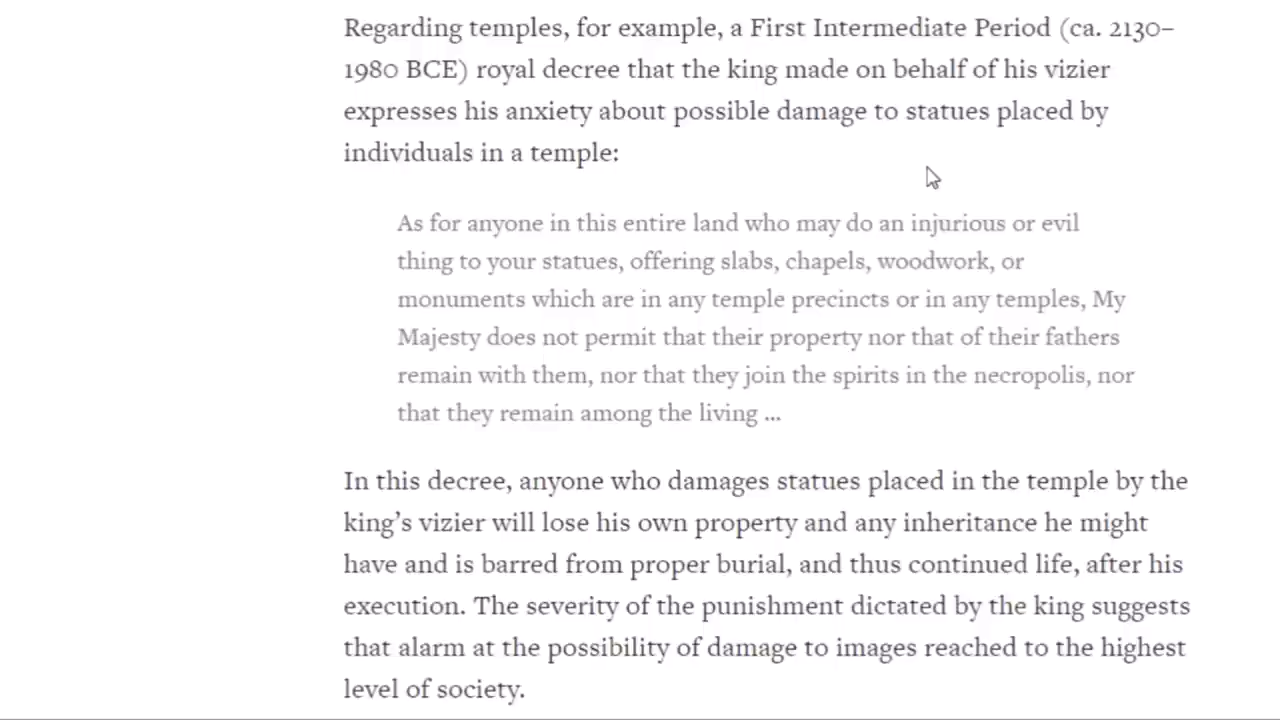 Regarding temples, for example, a First Intermediate Period (ca. 2130–
1980 BCE) royal decree that the king made on behalf of his vizier
expresses his anxiety about possible damage to statues placed by
individuals in a temple:
As for anyone in this entire land who may do an injurious or evil
thing to your statues, offering slabs, chapels, woodwork, or
monuments which are in any temple precincts or in any temples, My
Majesty does not permit that their property nor that of their fathers
remain with them, nor that they join the spirits in the necropolis, nor
that they remain among the living ...
In this decree, anyone who damages statues placed in the temple by the
king’s vizier will lose his own property and any inheritance he might
have and is barred from proper burial, and thus continued life, after his
execution. The severity of the punishment dictated by the king suggests
that alarm at the possibility of damage to images reached to the highest
level of society.